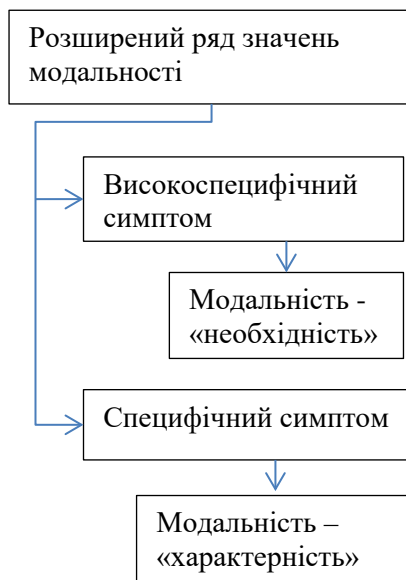 Розширений ряд значень
модальності
Високоспецифічний
симптом
Модальність -
«необхідність»
Специфічний симптом
Модальність –
«характерність»